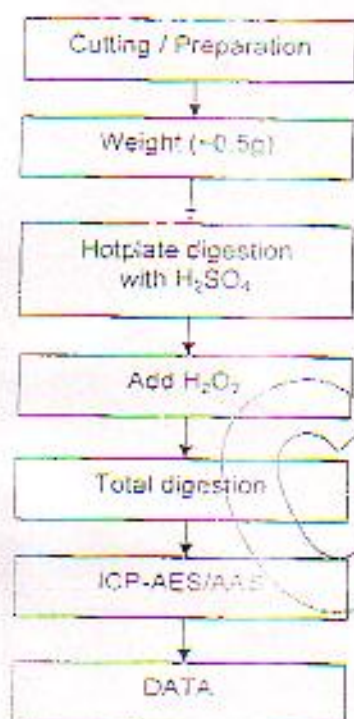 Cutting / Preparation
Weight (~0.5g)
Hotplate digestion
with H₂SO₄
Add H₂O₂
Total digestion
ICP-AES/AAS
DATA